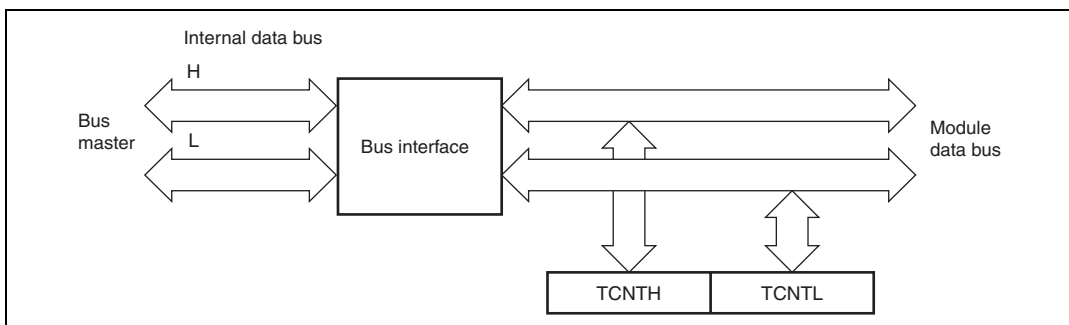 Internal data bus
H
Bus
master
L
Bus interface
Module
data bus
TCNTH
TCNTL